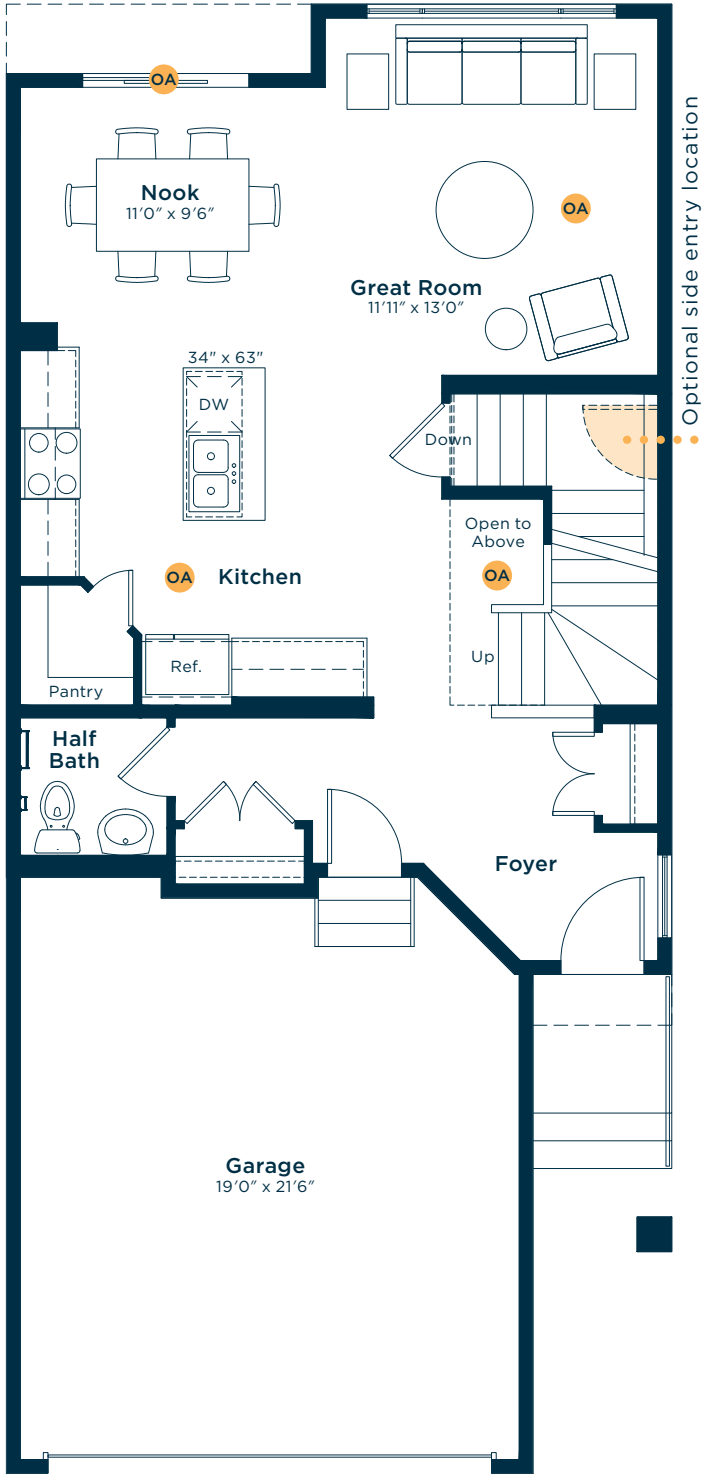 OA
Nook
11'0" x 9'6"
OA
Great Room
11'11" x 13'0"
Optional side entry location
34" x 63"
DW
Down
Open to
Above
OA
OA
Kitchen
Up
Ref.
Pantry
Half
Bath
Foyer
Garage
19'0" x 21'6"